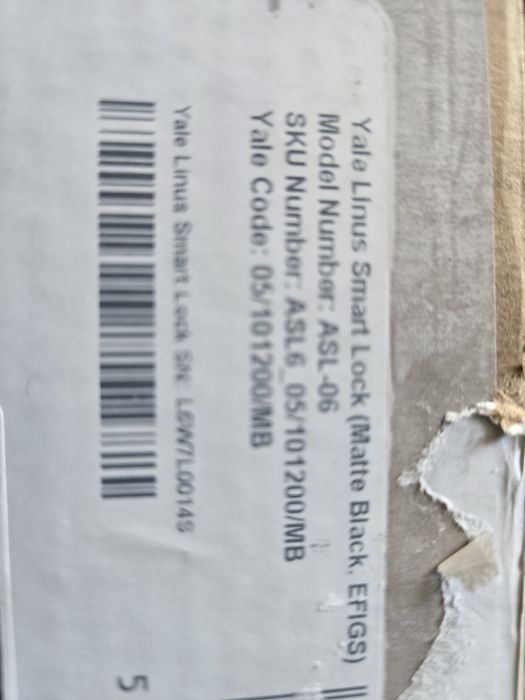 Yale Linus Smart Lock (Matte Black, EFIGS)
Model Number: ASL-06
SKU Number: ASL6_05/101200/MB
Yale Code: 05/101200/MB
Yale Linus Smart Lock SN:
5